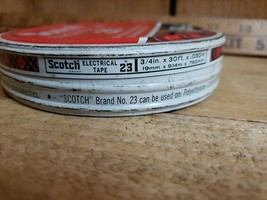 Scotch ELECTRICAL TAPE 23 3/4in. x 30ft. x .030in.
19mm x 9.14m x .762mm
"SCOTCH" Brand No. 23 can be used on